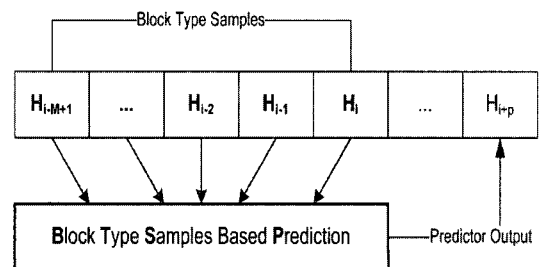 Block Type Samples
H_{i-M+1} ... H_{i-2} H_{i-1} H_i ... H_{i+p}
Block Type Samples Based Prediction
Predictor Output